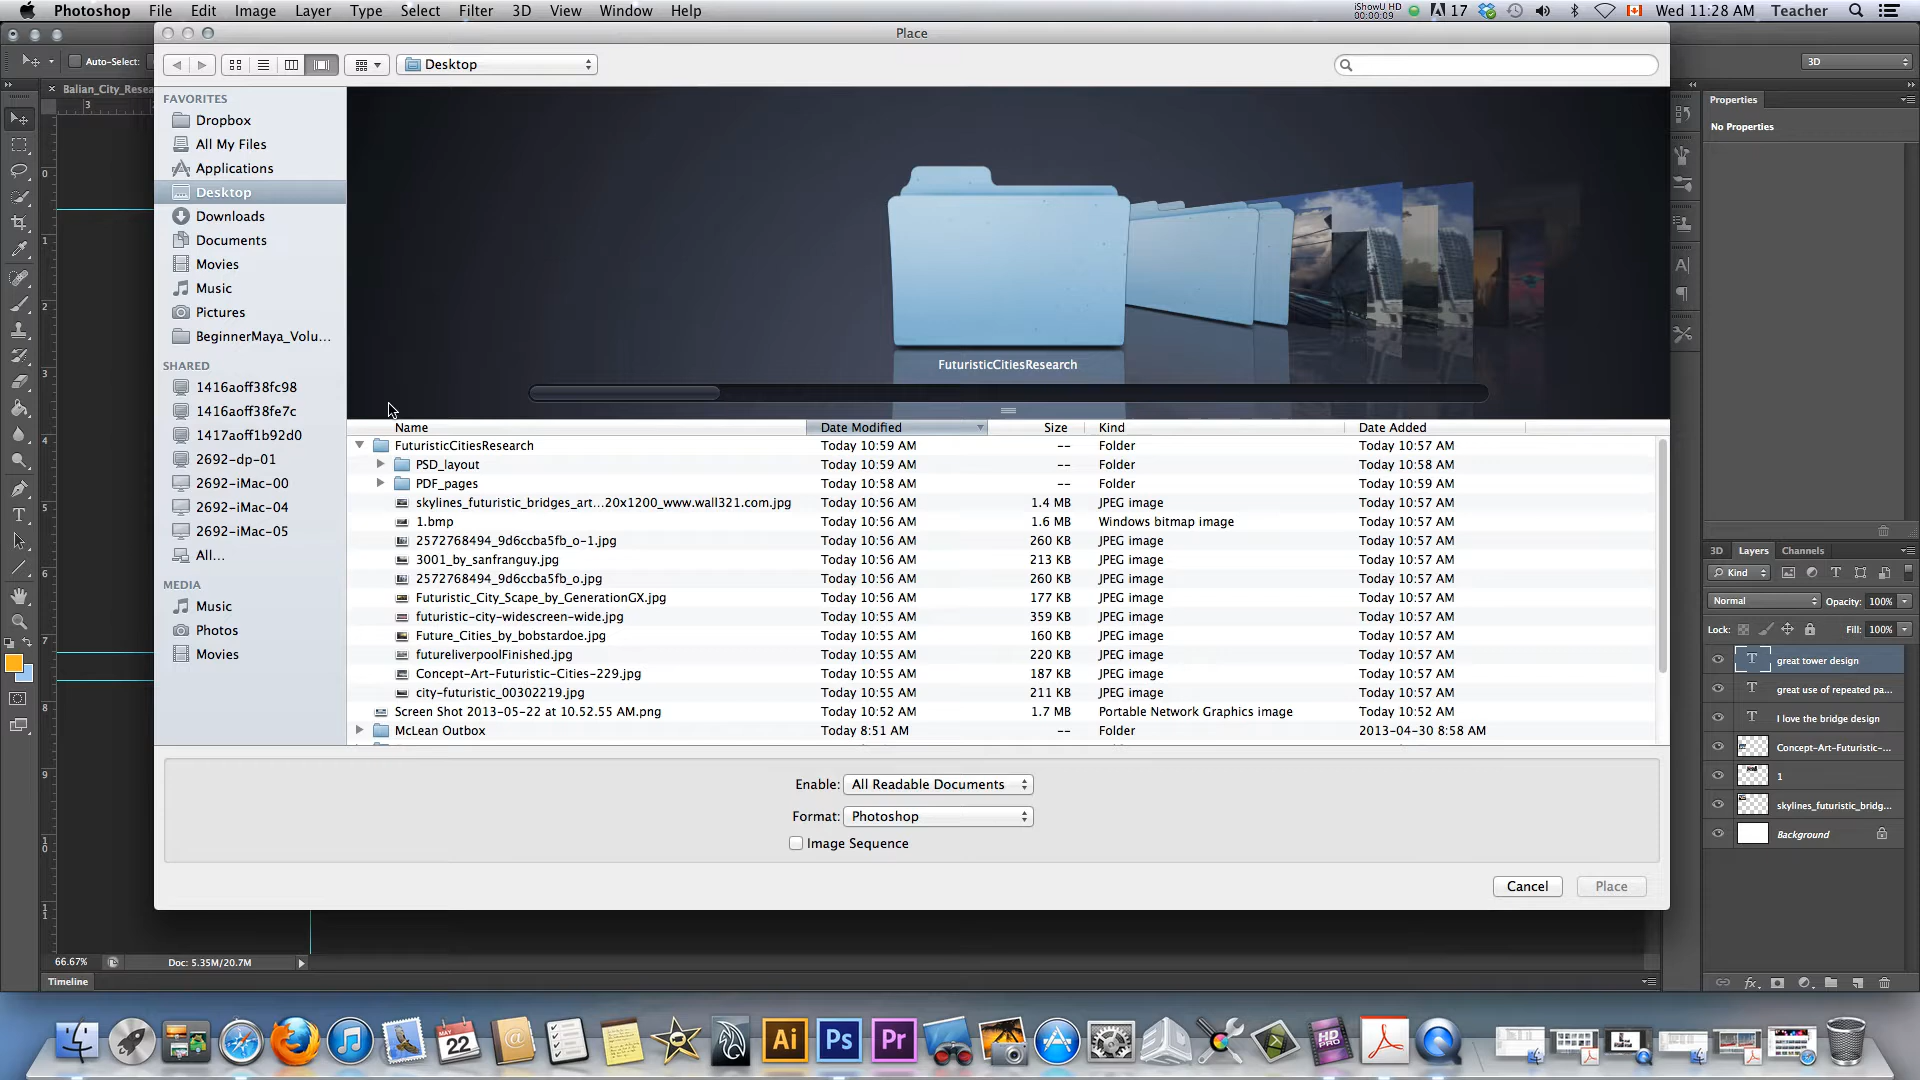 Photoshop File Edit Image Layer Type Select Filter 3D View Window Help iShowU HD 00:00:09 17 Wed 11:28 AM Teacher
Place
Auto-Select:
Desktop
3D
Balian_City_Resea
FAVORITES
Dropbox
All My Files
Applications
Desktop
Downloads
Documents
Movies
Music
Pictures
BeginnerMaya_Volu...
SHARED
1416aoff38fc98
1416aoff38fe7c
1417aoff1b92d0
2692-dp-01
2692-iMac-00
2692-iMac-04
2692-iMac-05
All...
MEDIA
Music
Photos
Movies
FuturisticCitiesResearch
Name Date Modified Size Kind Date Added
FuturisticCitiesResearch Today 10:59 AM -- Folder Today 10:57 AM
PSD_layout Today 10:59 AM -- Folder Today 10:58 AM
PDF_pages Today 10:58 AM -- Folder Today 10:59 AM
skylines_futuristic_bridges_art...20x1200_www.wall321.com.jpg Today 10:56 AM 1.4 MB JPEG image Today 10:57 AM
1.bmp Today 10:56 AM 1.6 MB Windows bitmap image Today 10:57 AM
2572768494_9d6ccba5fb_o-1.jpg Today 10:56 AM 260 KB JPEG image Today 10:57 AM
3001_by_sanfranguy.jpg Today 10:56 AM 213 KB JPEG image Today 10:57 AM
2572768494_9d6ccba5fb_o.jpg Today 10:56 AM 260 KB JPEG image Today 10:57 AM
Futuristic_City_Scape_by_GenerationGX.jpg Today 10:56 AM 177 KB JPEG image Today 10:57 AM
futuristic-city-widescreen-wide.jpg Today 10:55 AM 359 KB JPEG image Today 10:57 AM
Future_Cities_by_bobstardoe.jpg Today 10:55 AM 160 KB JPEG image Today 10:57 AM
futureliverpoolFinished.jpg Today 10:55 AM 220 KB JPEG image Today 10:57 AM
Concept-Art-Futuristic-Cities-229.jpg Today 10:55 AM 187 KB JPEG image Today 10:57 AM
city-futuristic_00302219.jpg Today 10:55 AM 211 KB JPEG image Today 10:57 AM
Screen Shot 2013-05-22 at 10.52.55 AM.png Today 10:52 AM 1.7 MB Portable Network Graphics image Today 10:52 AM
McLean Outbox Today 8:51 AM -- Folder 2013-04-30 8:58 AM
Enable: All Readable Documents
Format: Photoshop
Image Sequence
Cancel Place
Properties
No Properties
3D Layers Channels
Kind
Normal Opacity: 100%
Lock: Fill: 100%
great tower design
great use of repeated pa...
I love the bridge design
Concept-Art-Futuristic-...
1
skylines_futuristic_bridg...
Background
66.67% Doc: 5.35M/20.7M
Timeline
MAY 22 Ai Ps Pr HD PRO